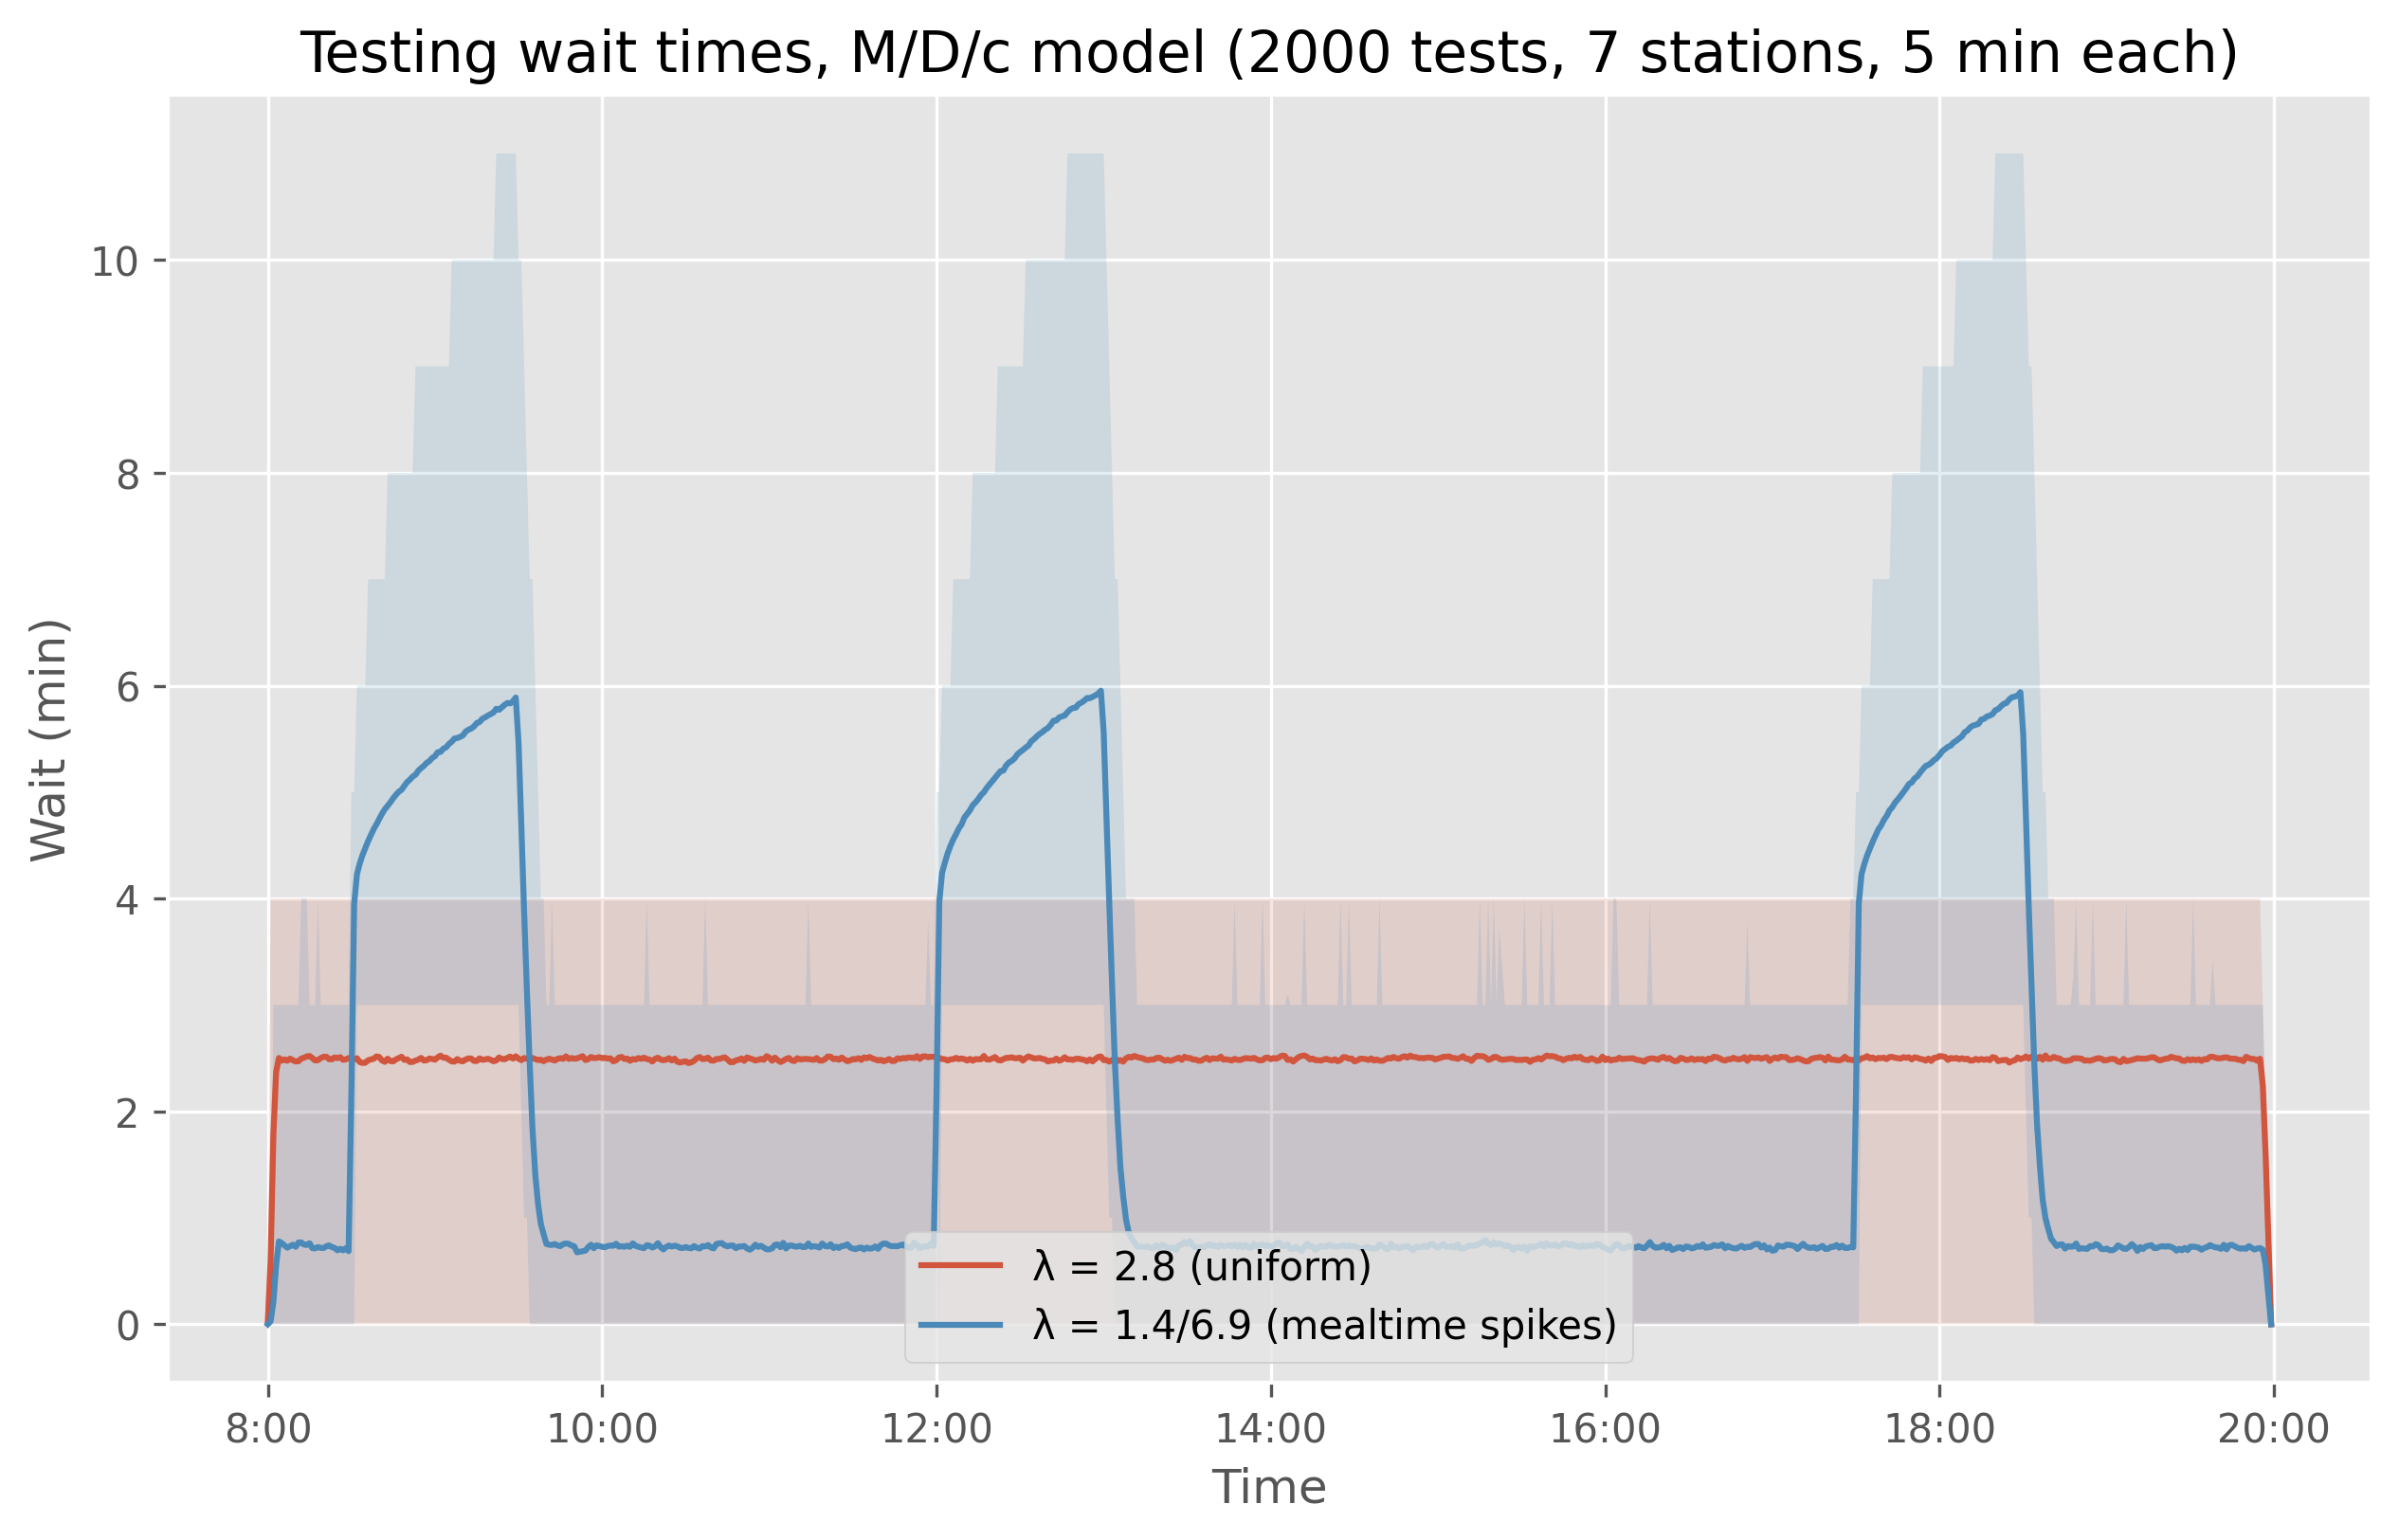 Testing wait times, M/D/c model (2000 tests, 7 stations, 5 min each)
Wait (min)
10
8
6
4
2
0
λ = 2.8 (uniform)
λ = 1.4/6.9 (mealtime spikes)
8:00 10:00 12:00 14:00 16:00 18:00 20:00
Time